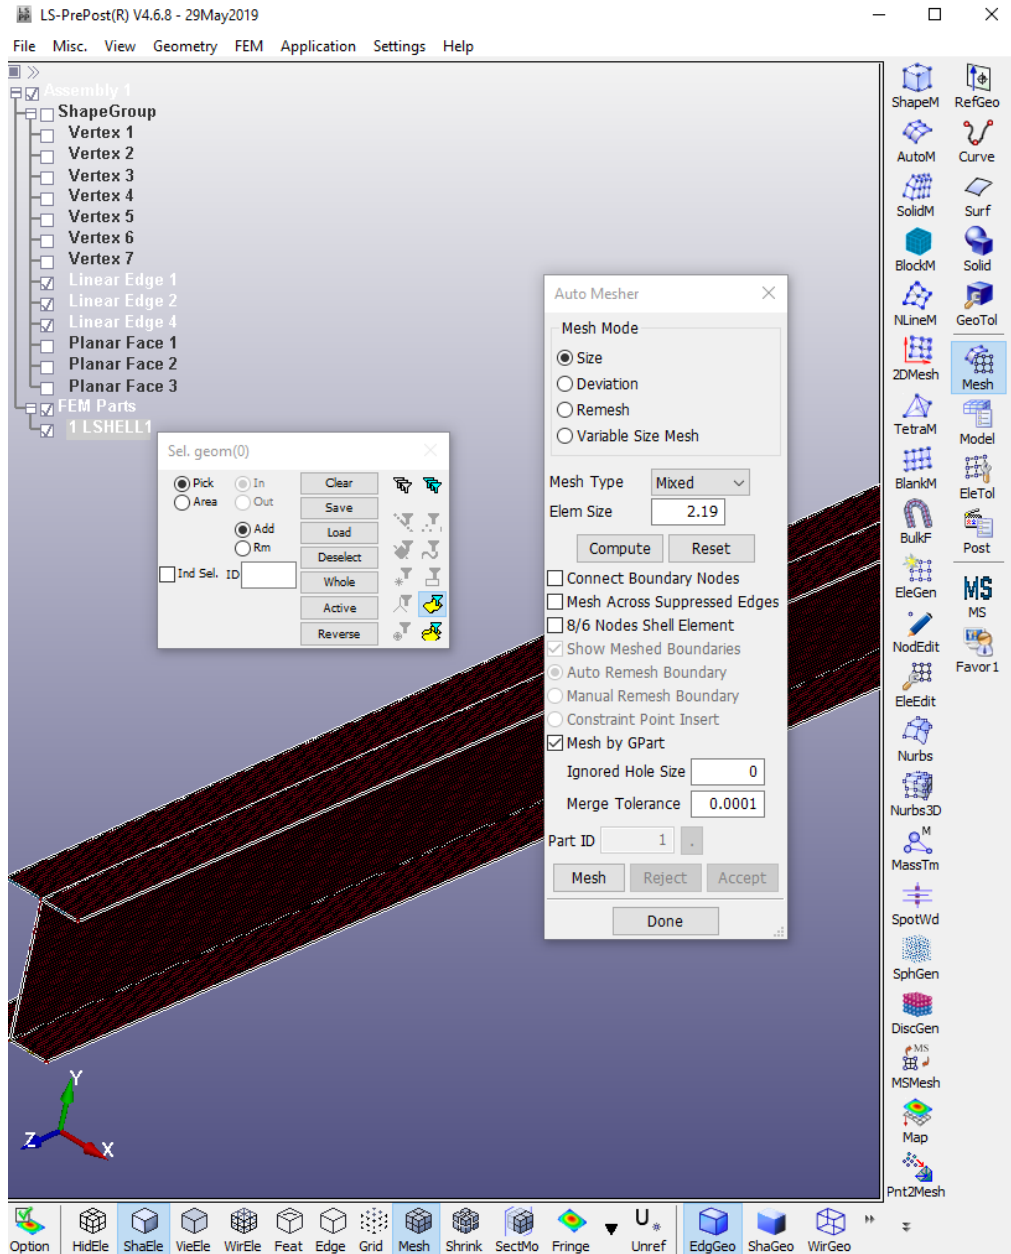 LS-PrePost(R) V4.6.8 - 29May2019
File Misc. View Geometry FEM Application Settings Help
Assembly 1
ShapeGroup
Vertex 1
Vertex 2
Vertex 3
Vertex 4
Vertex 5
Vertex 6
Vertex 7
Linear Edge 1
Linear Edge 2
Linear Edge 4
Planar Face 1
Planar Face 2
Planar Face 3
FEM Parts
1 LSHELL1
Sel. geom(0)
Pick In Clear
Area Out Save
Add Load
Rm Deselect
Ind Sel. ID Whole
Active
Reverse
Auto Mesher
Mesh Mode
Size
Deviation
Remesh
Variable Size Mesh
Mesh Type Mixed
Elem Size 2.19
Compute Reset
Connect Boundary Nodes
Mesh Across Suppressed Edges
8/6 Nodes Shell Element
Show Meshed Boundaries
Auto Remesh Boundary
Manual Remesh Boundary
Constraint Point Insert
Mesh by GPart
Ignored Hole Size 0
Merge Tolerance 0.0001
Part ID 1 .
Mesh Reject Accept
Done
ShapeM RefGeo
AutoM Curve
SolidM Surf
BlockM Solid
NLineM GeoTol
2DMesh Mesh
TetraM Model
BlankM EleTol
BulkF Post
EleGen MS
MS
NodEdit Favor1
EleEdit
Nurbs
Nurbs3D
M
MassTm
SpotWd
SphGen
DiscGen
MS
MSMesh
Map
Pnt2Mesh
Y
Z
X
Option HidEle ShaEle VieEle WirEle Feat Edge Grid Mesh Shrink SectMo Fringe Unref EdgGeo ShaGeo WirGeo